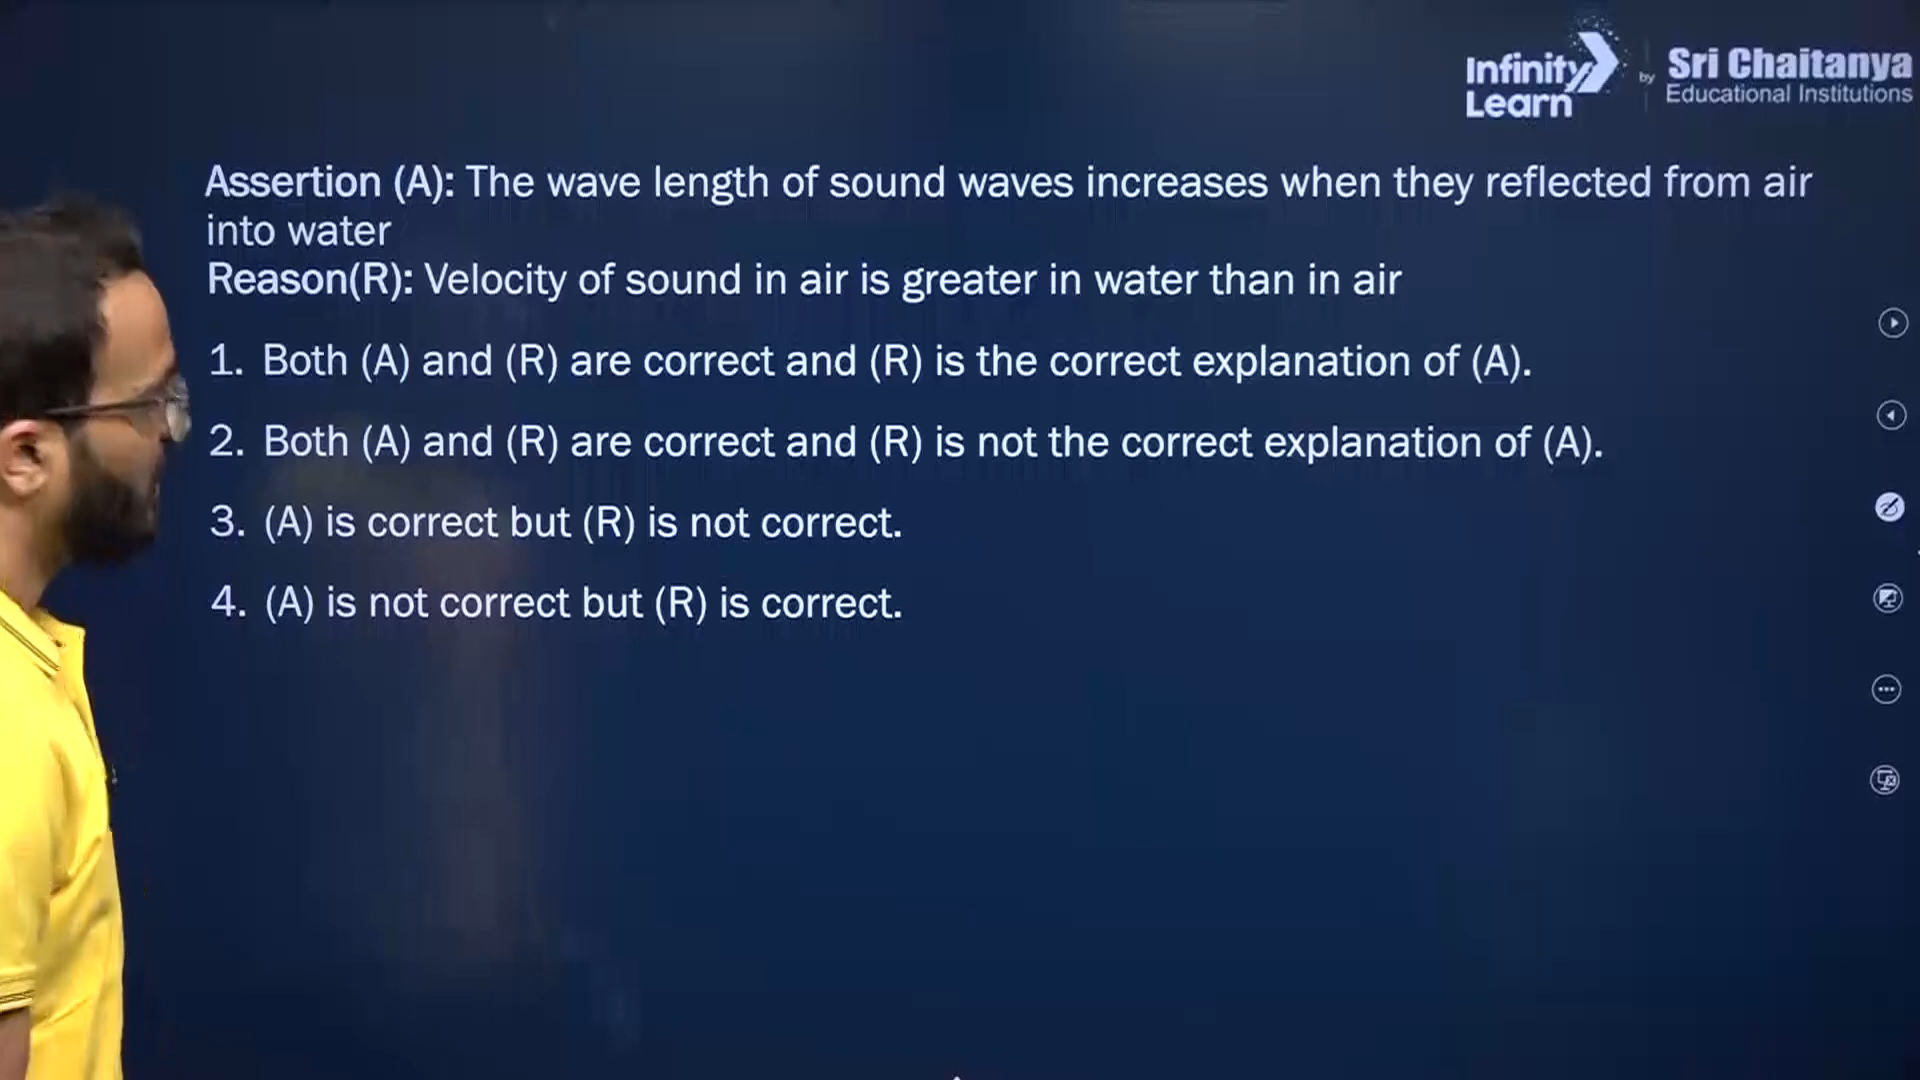 Infinity Learn by Sri Chaitanya Educational Institutions
Assertion (A): The wave length of sound waves increases when they reflected from air
into water
Reason(R): Velocity of sound in air is greater in water than in air
1. Both (A) and (R) are correct and (R) is the correct explanation of (A).
2. Both (A) and (R) are correct and (R) is not the correct explanation of (A).
3. (A) is correct but (R) is not correct.
4. (A) is not correct but (R) is correct.